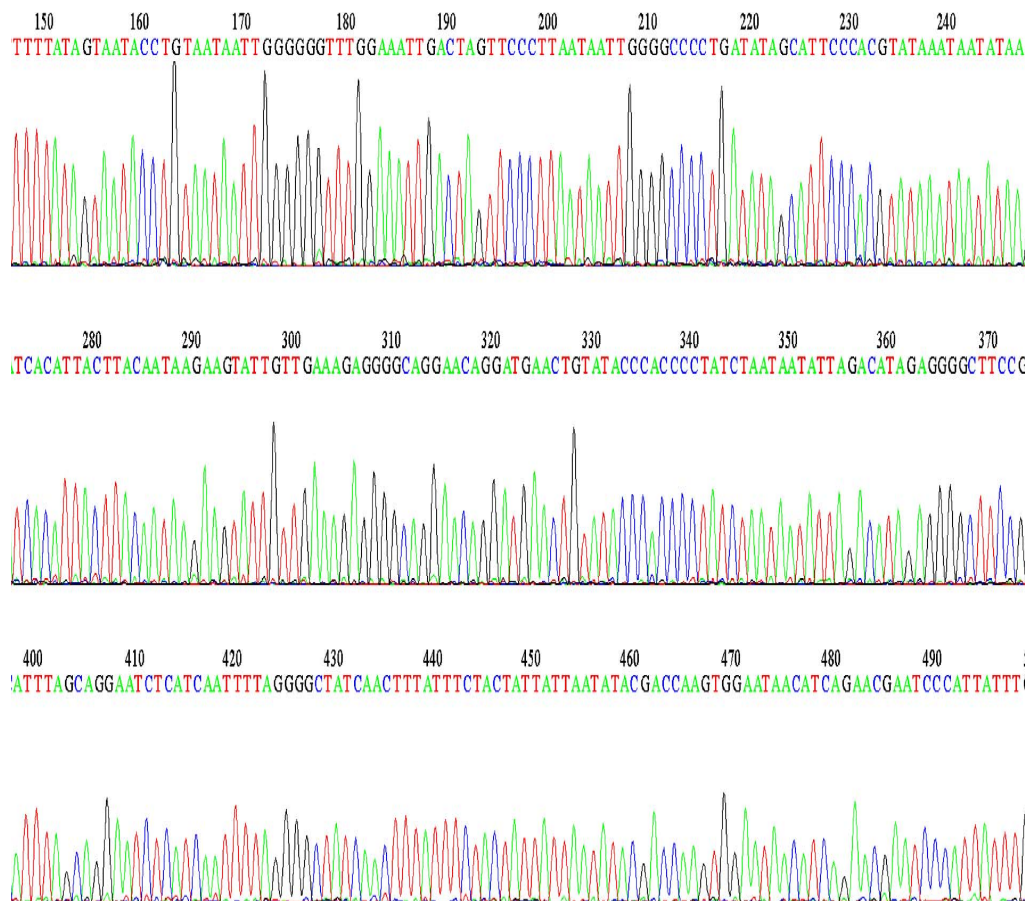 150 160 170 180 190 200 210 220 230 240
TTTTATAGTAATACCTGTAATAATTGGGGGGTTTGGAAATTGACTAGTTCCCTTAATAATTGGGGCCCCTGATATAGCATTCCCACGTATAAATAATATAA
280 290 300 310 320 330 340 350 360 370
TCACATTACTTACAATAAGAAGTATTGTTGAAAGAGGGGCAGGAACAGGATGAACTGTATACCCACCCCTATCTAATAATATTAGACATAGAGGGGCTTCCG
400 410 420 430 440 450 460 470 480 490
ATTTAGCAGGAATCTCATCAATTTTAGGGGCTATCAACTTTATTTCTACTATTATTAATATACGACCAAGTGGAATAACATCAGAACGAATCCCATTATTT